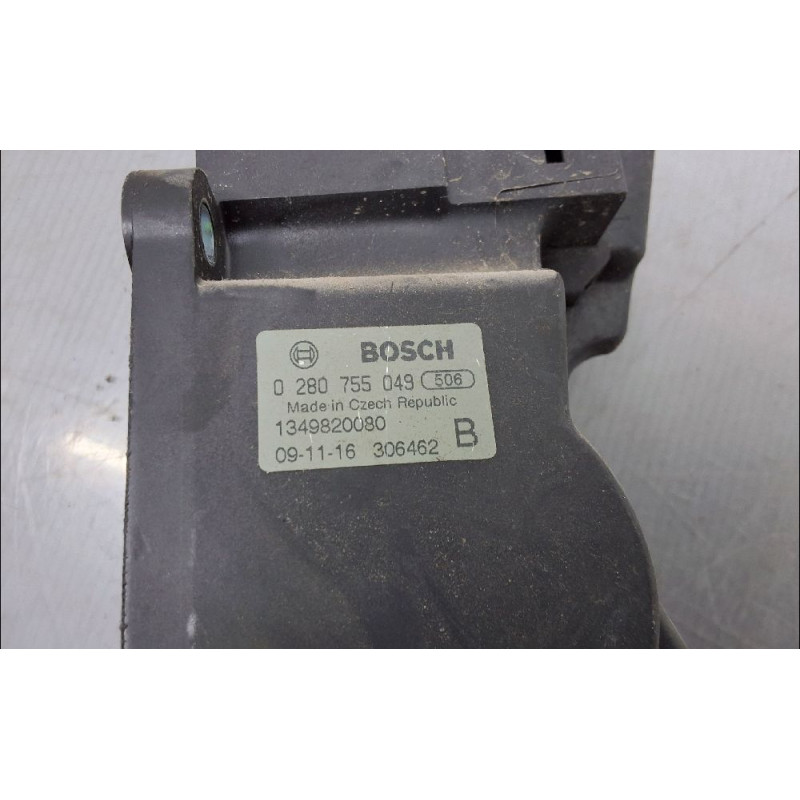 BOSCH
0 280 755 049 506
Made in Czech Republic
1349820080
09-11-16 306462 B